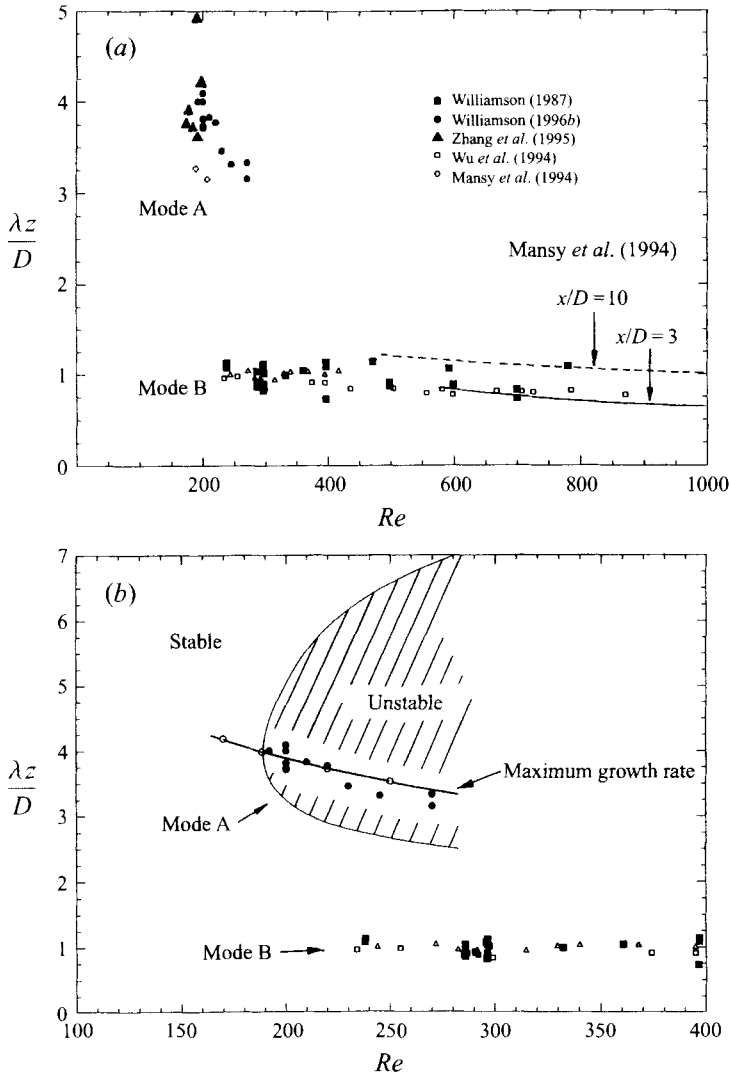 5
(a)
4
Williamson (1987)
Williamson (1996b)
Zhang et al. (1995)
Wu et al. (1994)
Mansy et al. (1994)
3
Mode A
λz
D
Mansy et al. (1994)
2
x/D = 10
x/D = 3
Mode B
1
0
200
400
600
800
1000
Re
7
(b)
6
Stable
5
Unstable
λz
D
4
Maximum growth rate
3
Mode A
2
Mode B
1
0
100
150
200
250
300
350
400
Re